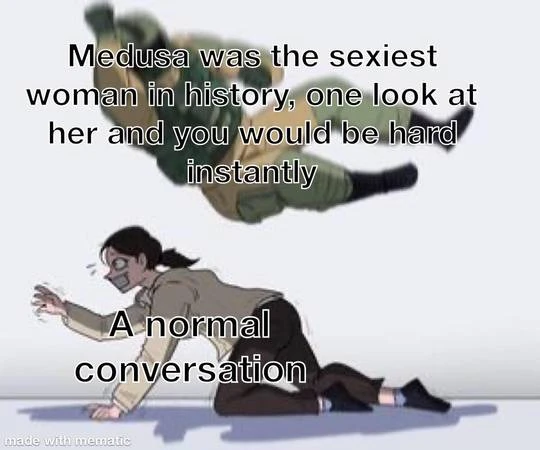 Medusa was the sexiest
woman in history, one look at
her and you would be hard
instantly
A normal
conversation
made with mematic